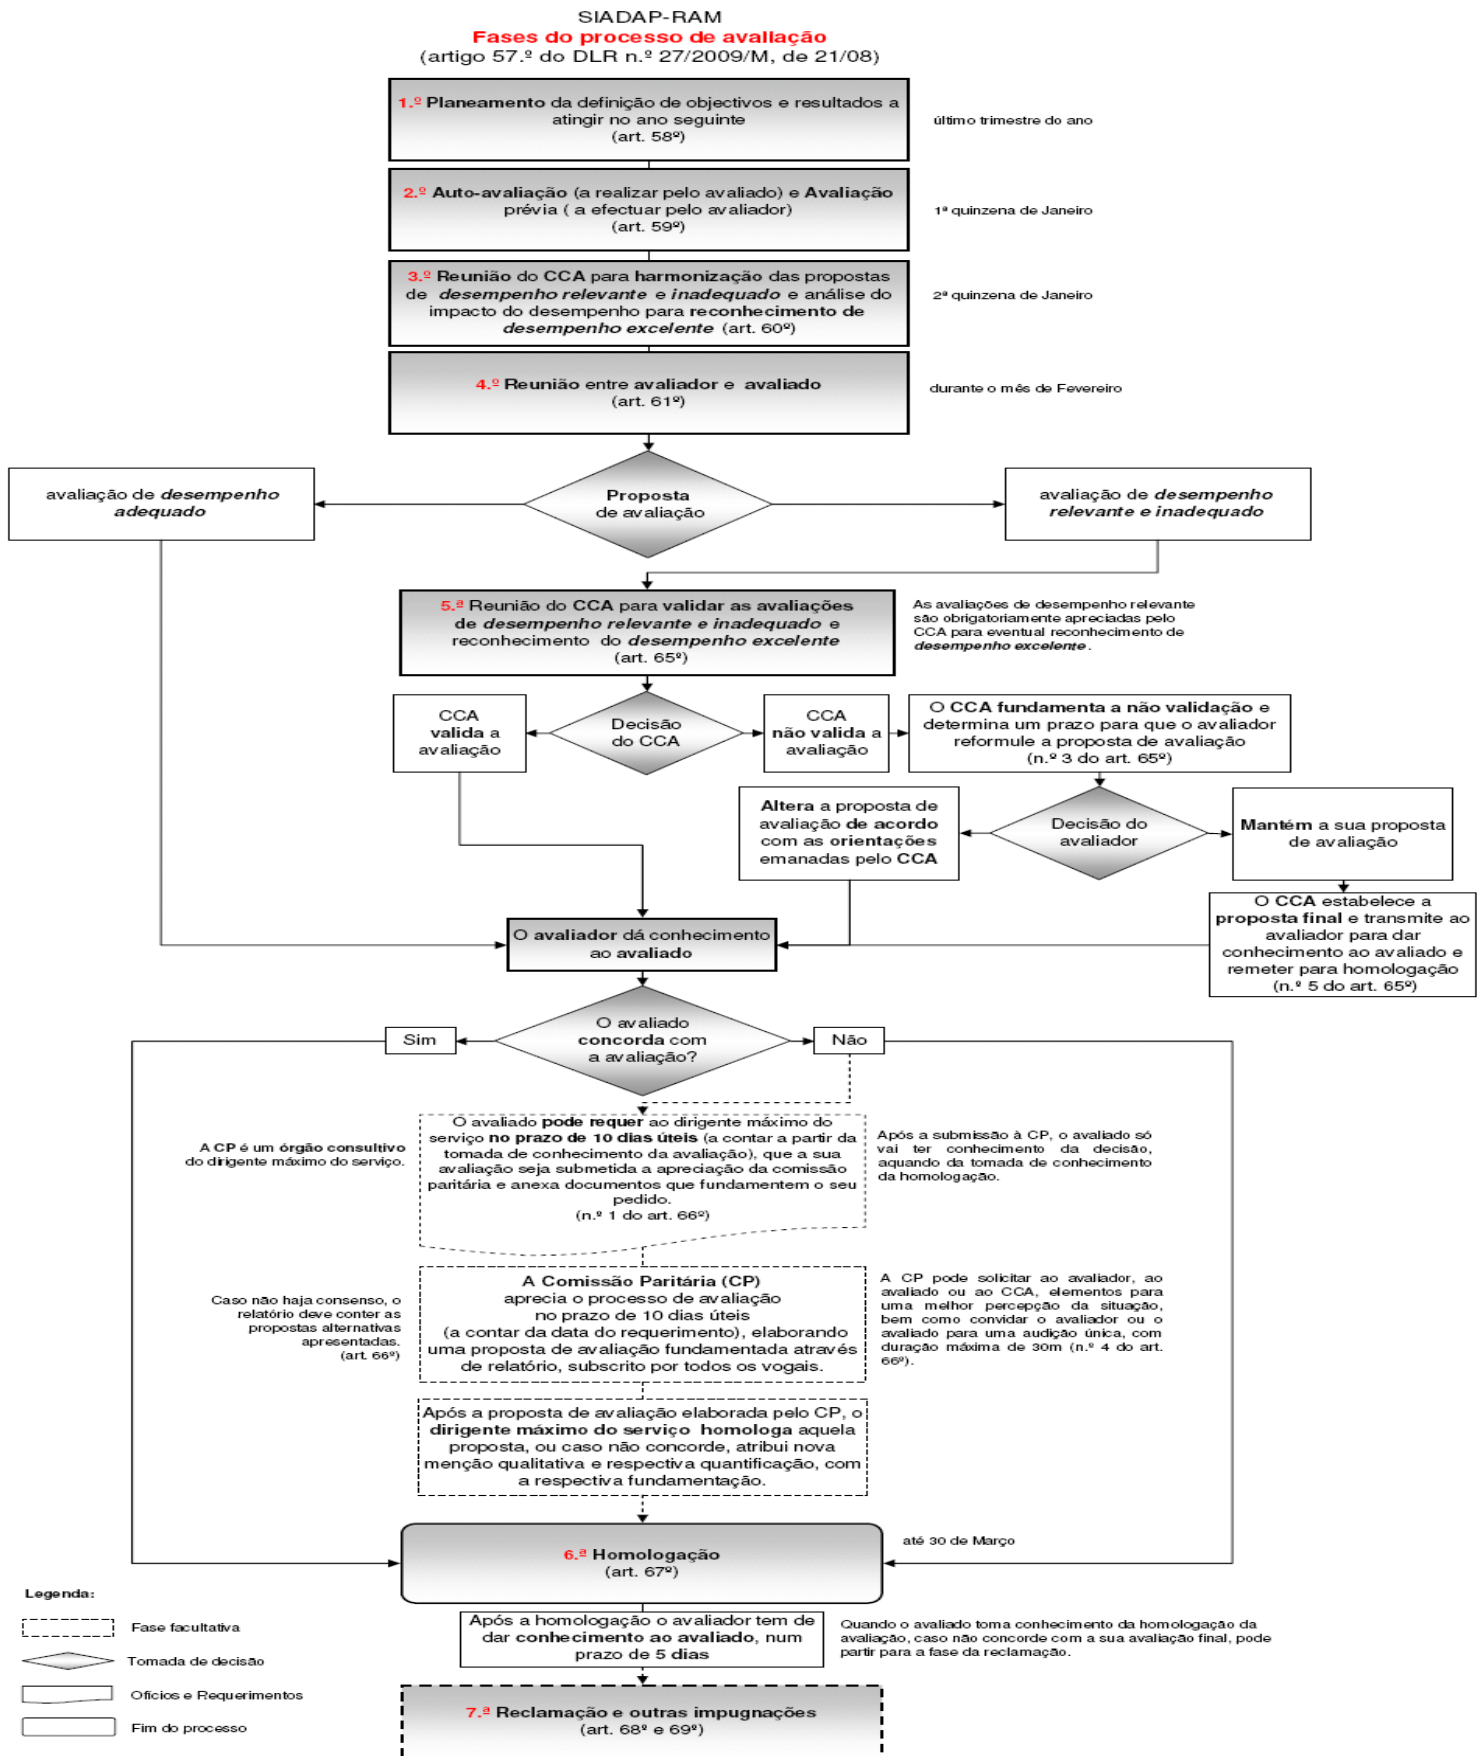 SIADAP-RAM
Fases do processo de avaliação
(artigo 57.º do DLR n.º 27/2009/M, de 21/08)
1.º Planeamento da definição de objectivos e resultados a
atingir no ano seguinte
(art. 58º)
último trimestre do ano
2.º Auto-avaliação (a realizar pelo avaliado) e Avaliação
prévia ( a efectuar pelo avaliador)
(art. 59º)
1ª quinzena de Janeiro
3.º Reunião do CCA para harmonização das propostas
de desempenho relevante e inadequado e análise do
impacto do desempenho para reconhecimento de
desempenho excelente (art. 60º)
2ª quinzena de Janeiro
4.º Reunião entre avaliador e avaliado
(art. 61º)
durante o mês de Fevereiro
avaliação de desempenho
adequado
Proposta
de avaliação
avaliação de desempenho
relevante e inadequado
5.ª Reunião do CCA para validar as avaliações
de desempenho relevante e inadequado e
reconhecimento do desempenho excelente
(art. 65º)
As avaliações de desempenho relevante
são obrigatoriamente apreciadas pelo
CCA para eventual reconhecimento de
desempenho excelente.
CCA
valida a
avaliação
Decisão
do CCA
CCA
não valida a
avaliação
O CCA fundamenta a não validação e
determina um prazo para que o avaliador
reformule a proposta de avaliação
(n.º 3 do art. 65º)
Altera a proposta de
avaliação de acordo
com as orientações
emanadas pelo CCA
Decisão do
avaliador
Mantém a sua proposta
de avaliação
O CCA estabelece a
proposta final e transmite ao
avaliador para dar
conhecimento ao avaliado e
remeter para homologação
(n.º 5 do art. 65º)
O avaliador dá conhecimento
ao avaliado
Sim
O avaliado
concorda com
a avaliação?
Não
A CP é um órgão consultivo
do dirigente máximo do serviço.
O avaliado pode requer ao dirigente máximo do
serviço no prazo de 10 dias úteis (a contar a partir da
tomada de conhecimento da avaliação), que a sua
avaliação seja submetida a apreciação da comissão
paritária e anexa documentos que fundamentem o seu
pedido.
(n.º 1 do art. 66º)
Após a submissão à CP, o avaliado só
vai ter conhecimento da decisão,
aquando da tomada de conhecimento
da homologação.
Caso não haja consenso, o
relatório deve conter as
propostas alternativas
apresentadas.
(art. 66º)
A Comissão Paritária (CP)
aprecia o processo de avaliação
no prazo de 10 dias úteis
(a contar da data do requerimento), elaborando
uma proposta de avaliação fundamentada através
de relatório, subscrito por todos os vogais.
A CP pode solicitar ao avaliador, ao
avaliado ou ao CCA, elementos para
uma melhor percepção da situação,
bem como convidar o avaliador ou o
avaliado para uma audição única, com
duração máxima de 30m (n.º 4 do art.
66º).
Após a proposta de avaliação elaborada pelo CP, o
dirigente máximo do serviço homologa aquela
proposta, ou caso não concorde, atribui nova
menção qualitativa e respectiva quantificação, com
a respectiva fundamentação.
6.ª Homologação
(art. 67º)
até 30 de Março
Após a homologação o avaliador tem de
dar conhecimento ao avaliado, num
prazo de 5 dias
Quando o avaliado toma conhecimento da homologação da
avaliação, caso não concorde com a sua avaliação final, pode
partir para a fase da reclamação.
7.ª Reclamação e outras impugnações
(art. 68º e 69º)
Legenda:
Fase facultativa
Tomada de decisão
Ofícios e Requerimentos
Fim do processo